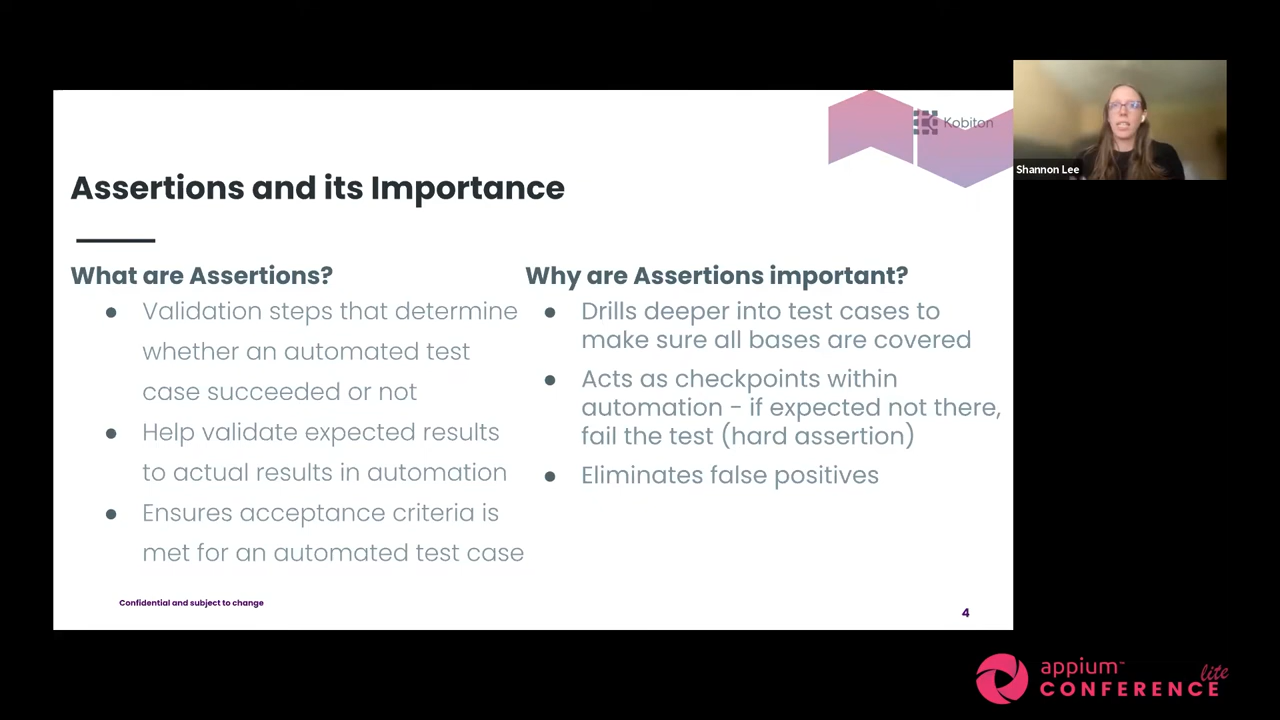 Kobiton
Shannon Lee
Assertions and its Importance
What are Assertions?
● Validation steps that determine
whether an automated test
case succeeded or not
● Help validate expected results
to actual results in automation
● Ensures acceptance criteria is
met for an automated test case
Why are Assertions important?
● Drills deeper into test cases to
make sure all bases are covered
● Acts as checkpoints within
automation - if expected not there,
fail the test (hard assertion)
● Eliminates false positives
Confidential and subject to change
4
appium™
lite
CONFERENCE